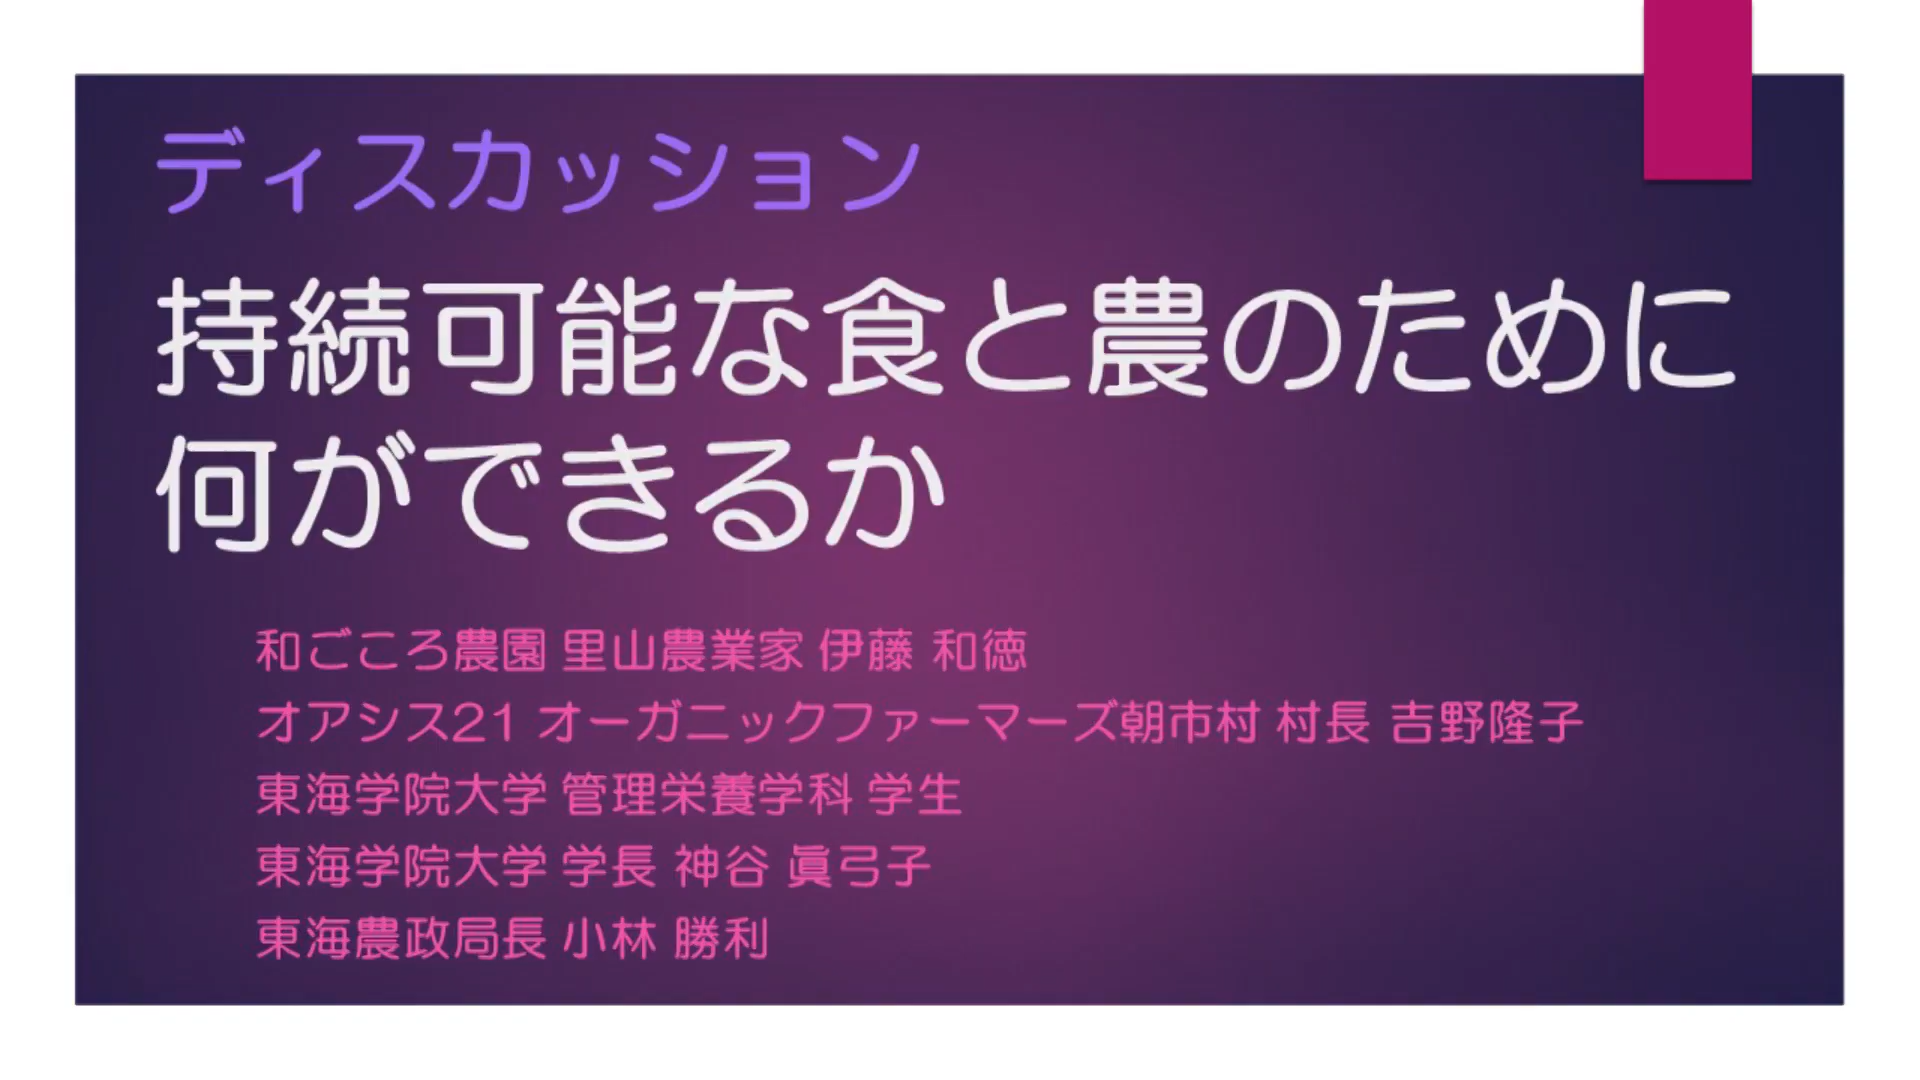 ディスカッション
持続可能な食と農のために
何ができるか
和ごころ農園 里山農業家 伊藤 和徳
オアシス21 オーガニックファーマーズ朝市村 村長 吉野隆子
東海学院大学 管理栄養学科 学生
東海学院大学 学長 神谷 眞弓子
東海農政局長 小林 勝利